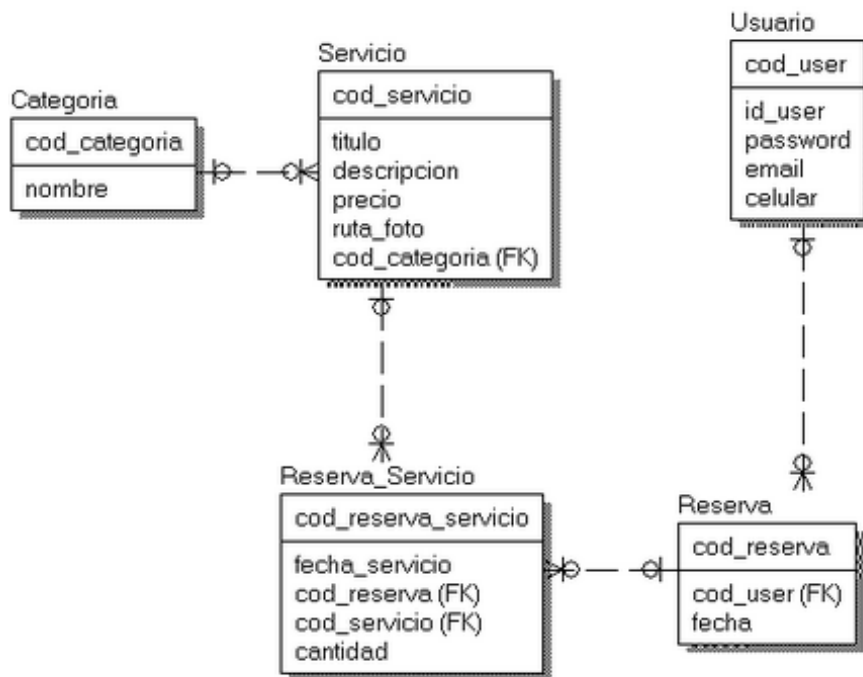 Categoria
cod_categoria
nombre
Servicio
cod_servicio
titulo
descripcion
precio
ruta_foto
cod_categoria (FK)
Usuario
cod_user
id_user
password
email
celular
Reserva_Servicio
cod_reserva_servicio
fecha_servicio
cod_reserva (FK)
cod_servicio (FK)
cantidad
Reserva
cod_reserva
cod_user (FK)
fecha